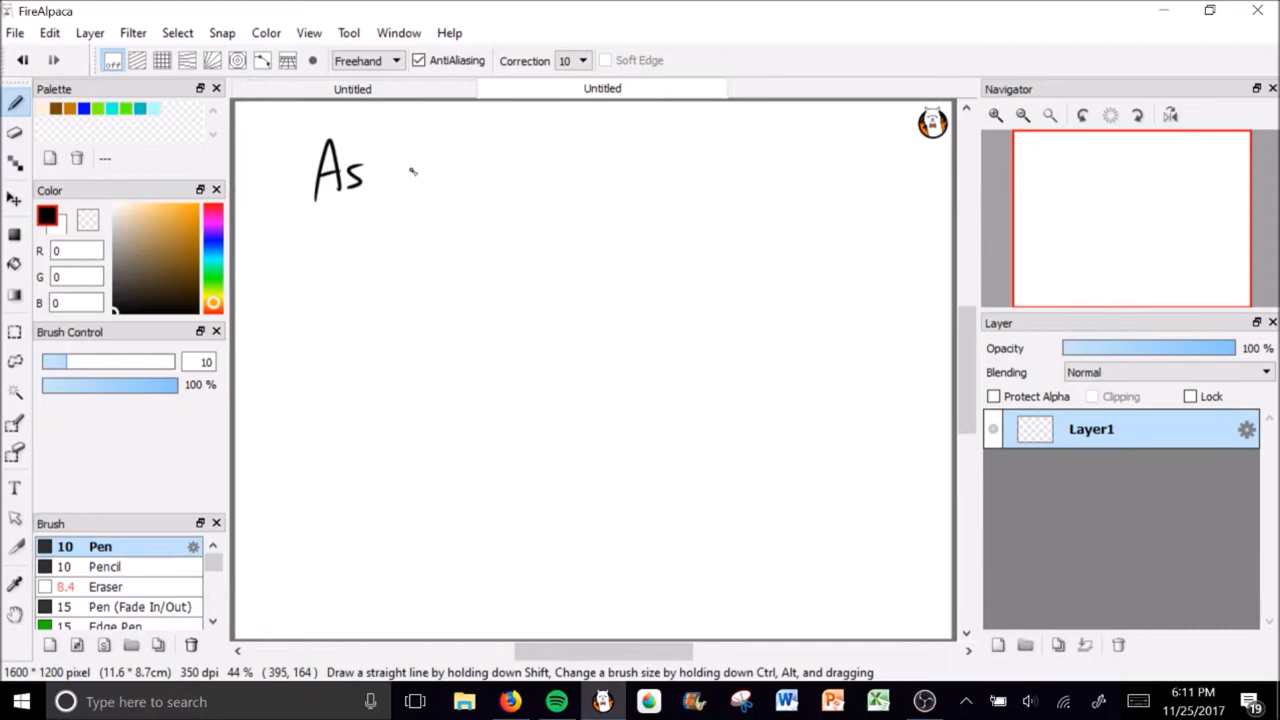 FireAlpaca
File Edit Layer Filter Select Snap Color View Tool Window Help
off Freehand AntiAliasing Correction 10 Soft Edge
Palette
Untitled Untitled
Navigator
---
Color
R 0
G 0
B 0
As
Brush Control
10
100 %
Layer
Opacity 100 %
Blending Normal
Protect Alpha Clipping Lock
Layer1
Brush
10 Pen
10 Pencil
8.4 Eraser
15 Pen (Fade In/Out)
15 Edge Pen
1600 * 1200 pixel (11.6 * 8.7cm) 350 dpi 44 % ( 395, 164 ) Draw a straight line by holding down Shift, Change a brush size by holding down Ctrl, Alt, and dragging
Type here to search
6:11 PM
11/25/2017
19